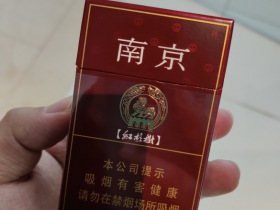 南京
【红杉树】
本公司提示
吸烟有害健康
请勿在禁烟场所吸烟